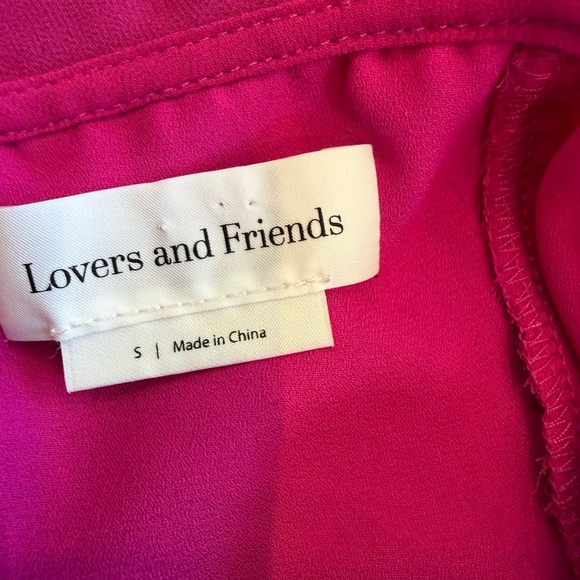 Lovers and Friends
S | Made in China